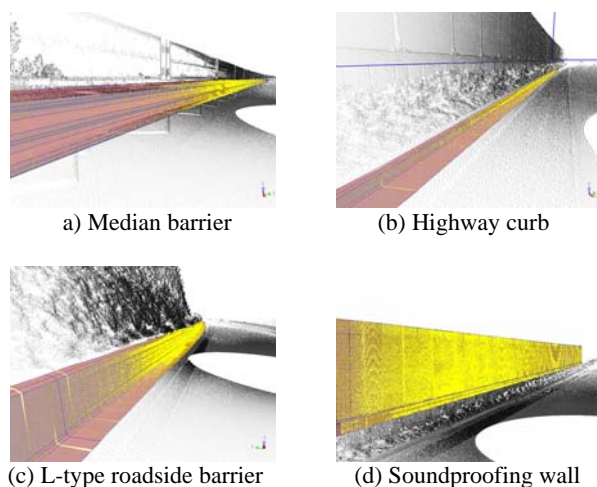 a) Median barrier
(b) Highway curb
(c) L-type roadside barrier
(d) Soundproofing wall